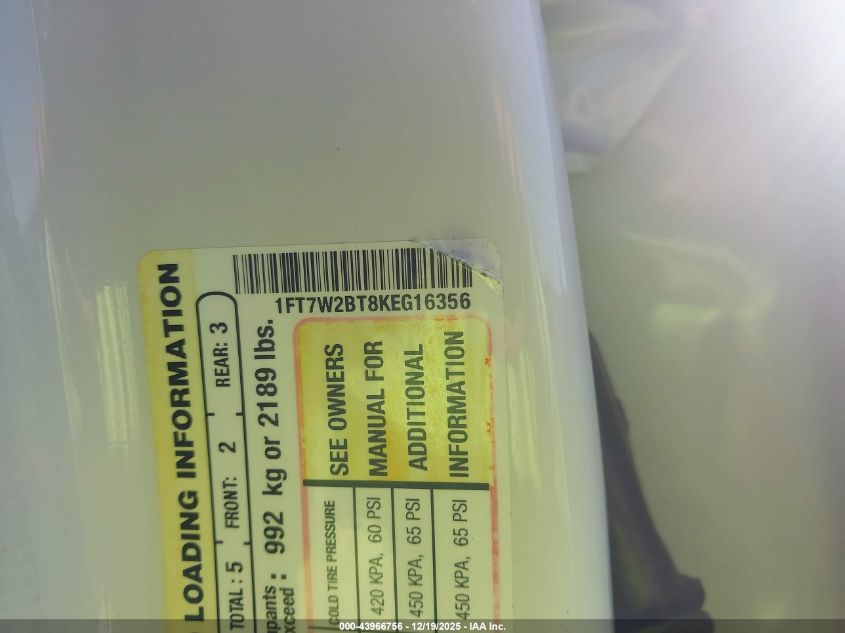 LOADING INFORMATION
TOTAL : 5 FRONT: 2 REAR: 3
pants exceed : 992 kg or 2189 lbs.
1FT7W2BT8KEG16356
COLD TIRE PRESSURE
420 KPA, 60 PSI
450 KPA, 65 PSI
450 KPA, 65 PSI
SEE OWNERS
MANUAL FOR
ADDITIONAL
INFORMATION
000-43966756 - 12/19/2025 - IAA Inc.